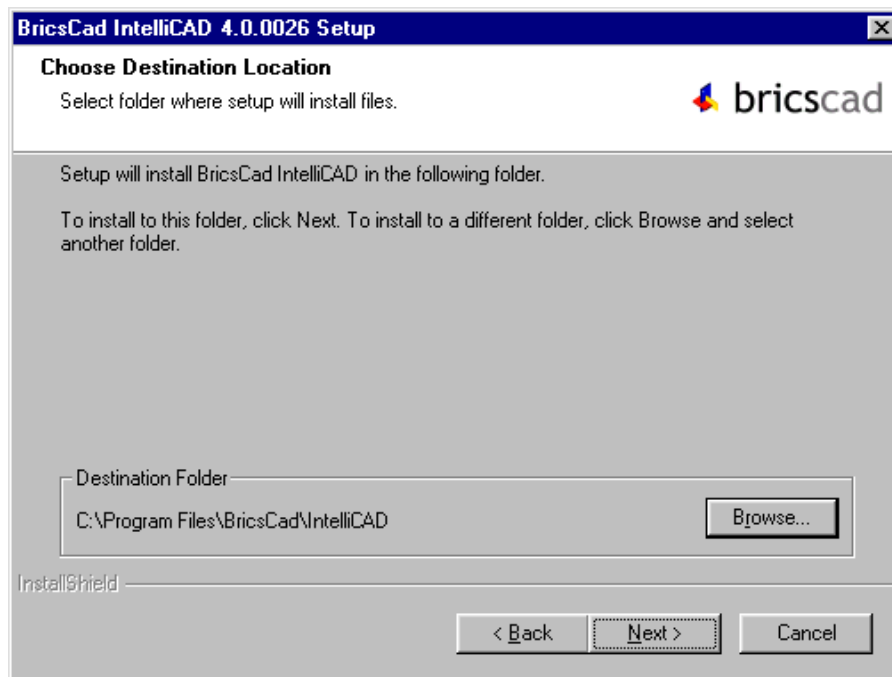 BricsCad IntelliCAD 4.0.0026 Setup
Choose Destination Location
Select folder where setup will install files.
bricscad
Setup will install BricsCad IntelliCAD in the following folder.
To install to this folder, click Next. To install to a different folder, click Browse and select
another folder.
Destination Folder
C:\Program Files\BricsCad\IntelliCAD
Browse...
InstallShield
< Back
Next >
Cancel